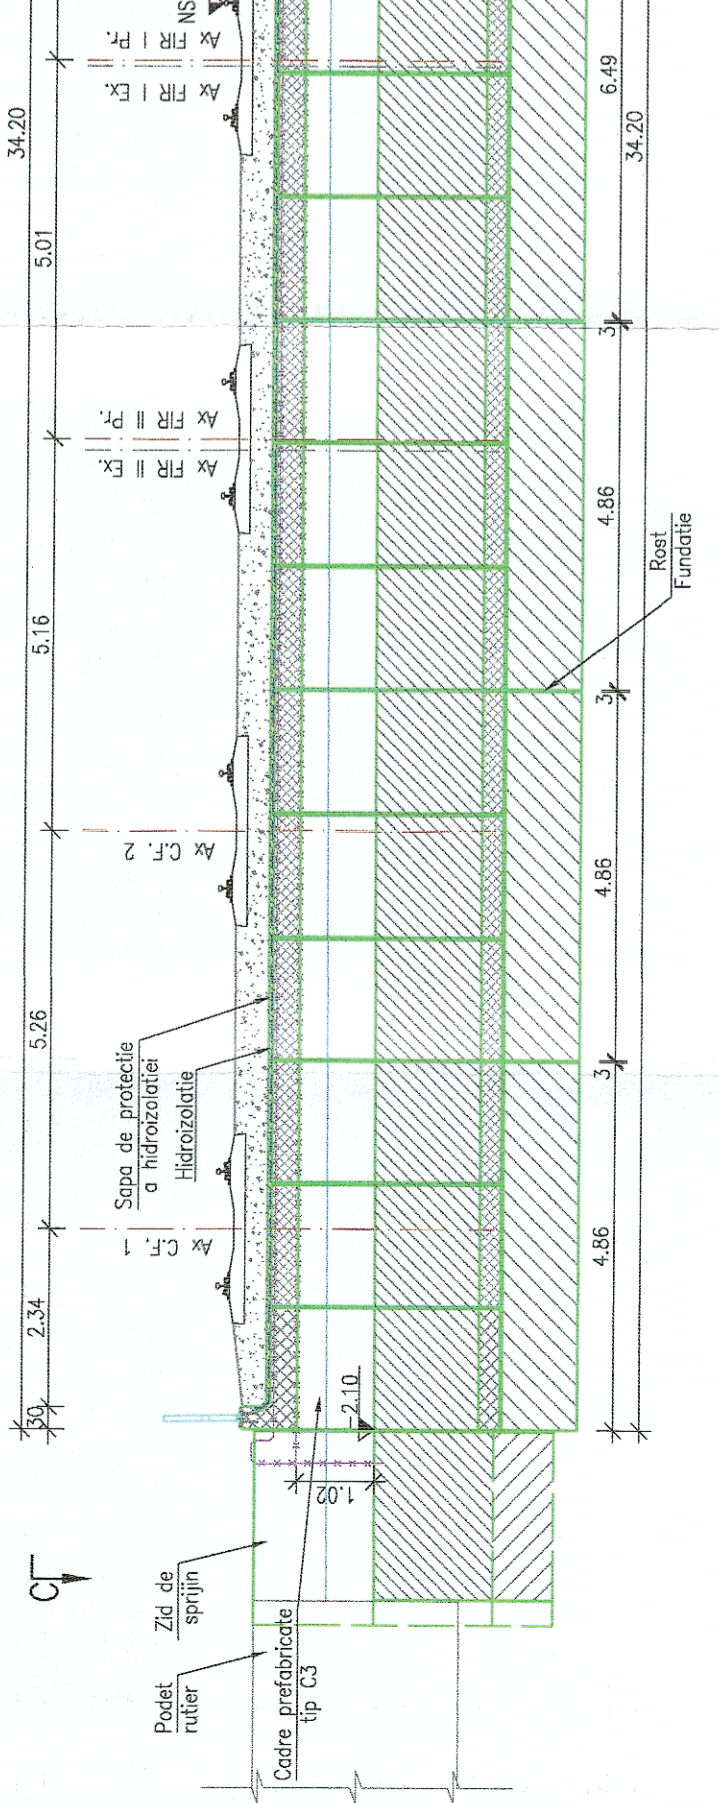 34.20
30
2.34
5.26
5.16
5.01
Ax C.F. 1
Ax C.F. 2
Ax FIR II Ex.
Ax FIR II Pr.
Ax FIR I Ex.
Ax FIR I Pr.
NS
C
Podet
rutier
Zid de
sprijin
Cadre prefabricate
tip C3
Sapa de protectie
a hidroizolatiei
Hidroizolatie
1.02
-2.10
Rost
Fundatie
4.86
3
4.86
3
4.86
3
6.49
34.20